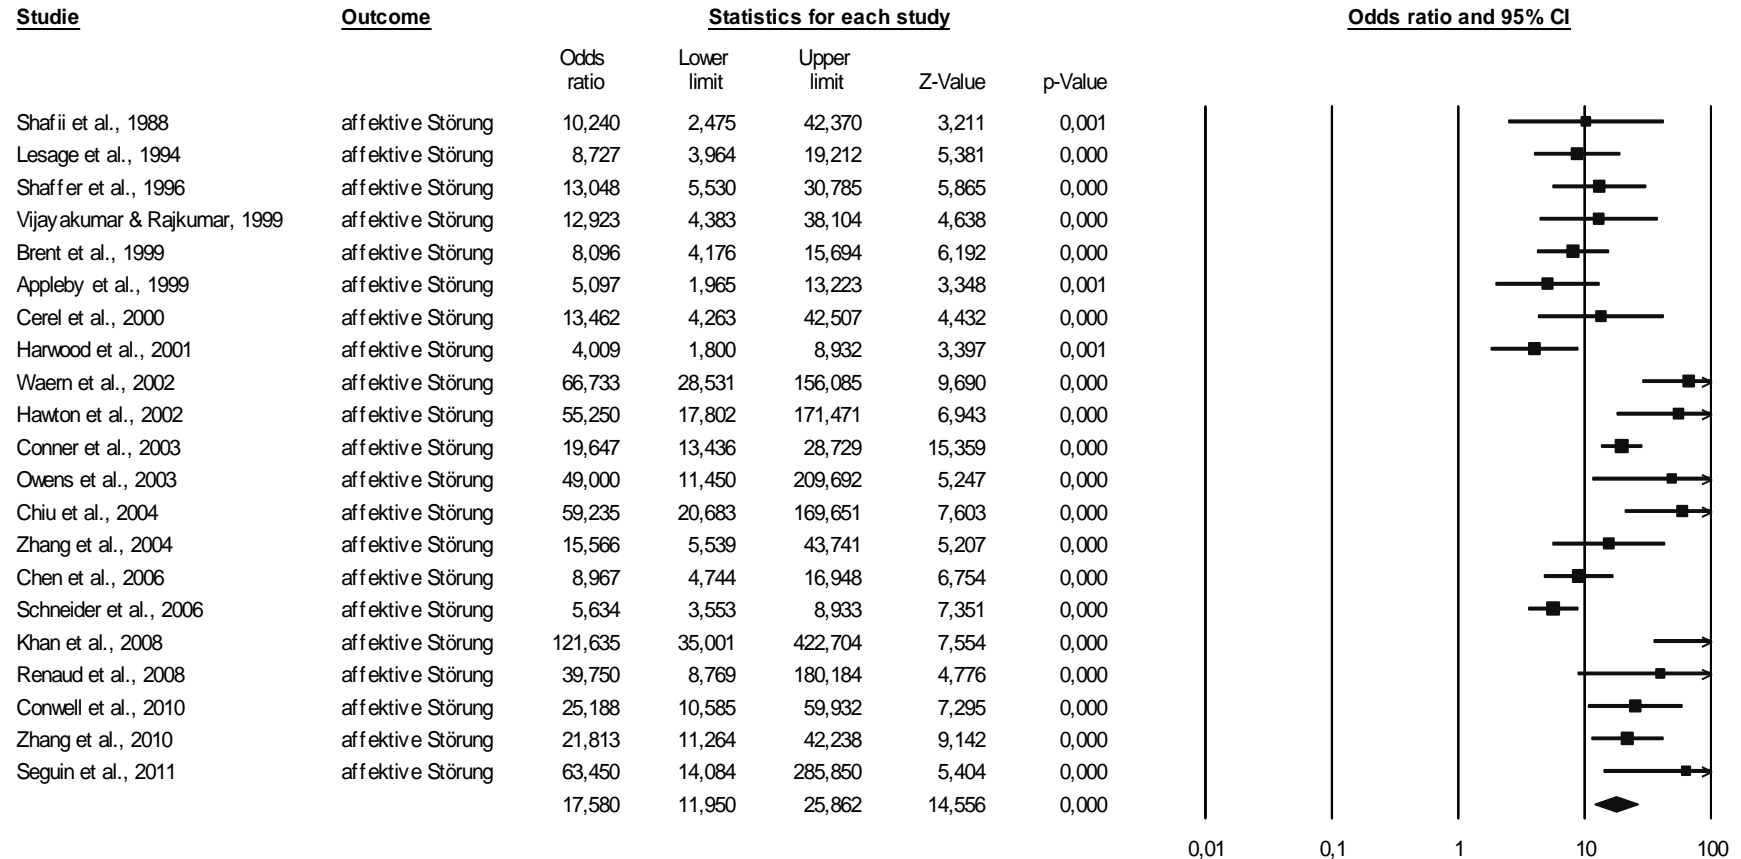 Studie Outcome Statistics for each study Odds ratio and 95% CI
Odds Lower Upper
ratio limit limit Z-Value p-Value
Shafii et al., 1988 affektive Störung 10,240 2,475 42,370 3,211 0,001
Lesage et al., 1994 affektive Störung 8,727 3,964 19,212 5,381 0,000
Shaffer et al., 1996 affektive Störung 13,048 5,530 30,785 5,865 0,000
Vijayakumar & Rajkumar, 1999 affektive Störung 12,923 4,383 38,104 4,638 0,000
Brent et al., 1999 affektive Störung 8,096 4,176 15,694 6,192 0,000
Appleby et al., 1999 affektive Störung 5,097 1,965 13,223 3,348 0,001
Cerel et al., 2000 affektive Störung 13,462 4,263 42,507 4,432 0,000
Harwood et al., 2001 affektive Störung 4,009 1,800 8,932 3,397 0,001
Waern et al., 2002 affektive Störung 66,733 28,531 156,085 9,690 0,000
Hawton et al., 2002 affektive Störung 55,250 17,802 171,471 6,943 0,000
Conner et al., 2003 affektive Störung 19,647 13,436 28,729 15,359 0,000
Owens et al., 2003 affektive Störung 49,000 11,450 209,692 5,247 0,000
Chiu et al., 2004 affektive Störung 59,235 20,683 169,651 7,603 0,000
Zhang et al., 2004 affektive Störung 15,566 5,539 43,741 5,207 0,000
Chen et al., 2006 affektive Störung 8,967 4,744 16,948 6,754 0,000
Schneider et al., 2006 affektive Störung 5,634 3,553 8,933 7,351 0,000
Khan et al., 2008 affektive Störung 121,635 35,001 422,704 7,554 0,000
Renaud et al., 2008 affektive Störung 39,750 8,769 180,184 4,776 0,000
Conwell et al., 2010 affektive Störung 25,188 10,585 59,932 7,295 0,000
Zhang et al., 2010 affektive Störung 21,813 11,264 42,238 9,142 0,000
Seguin et al., 2011 affektive Störung 63,450 14,084 285,850 5,404 0,000
17,580 11,950 25,862 14,556 0,000
0,01 0,1 1 10 100